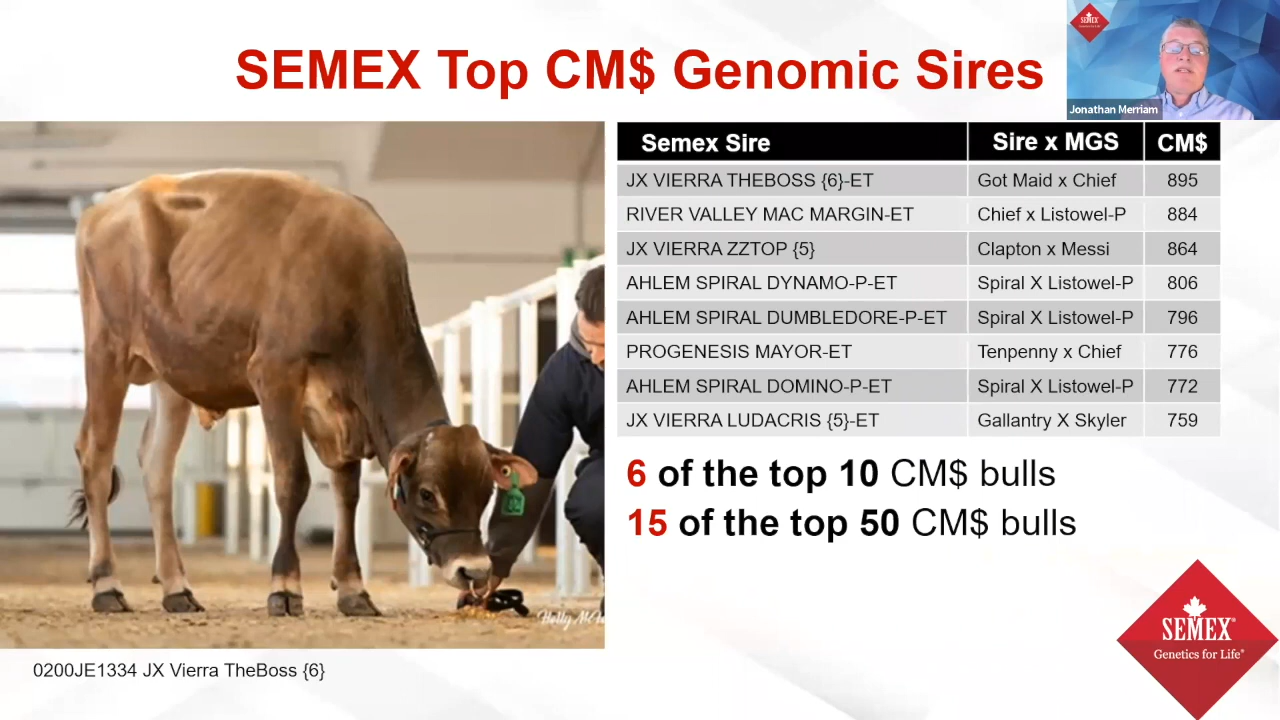 SEMEX Top CM$ Genomic Sires
SEMEX
Jonathan Merriam
Semex Sire Sire x MGS CM$
JX VIERRA THEBOSS {6}-ET Got Maid x Chief 895
RIVER VALLEY MAC MARGIN-ET Chief x Listowel-P 884
JX VIERRA ZZTOP {5} Clapton x Messi 864
AHLEM SPIRAL DYNAMO-P-ET Spiral X Listowel-P 806
AHLEM SPIRAL DUMBLEDORE-P-ET Spiral X Listowel-P 796
PROGENESIS MAYOR-ET Tenpenny x Chief 776
AHLEM SPIRAL DOMINO-P-ET Spiral X Listowel-P 772
JX VIERRA LUDACRIS {5}-ET Gallantry X Skyler 759
6 of the top 10 CM$ bulls
15 of the top 50 CM$ bulls
Holly
0200JE1334 JX Vierra TheBoss {6}
SEMEX®
Genetics for Life®